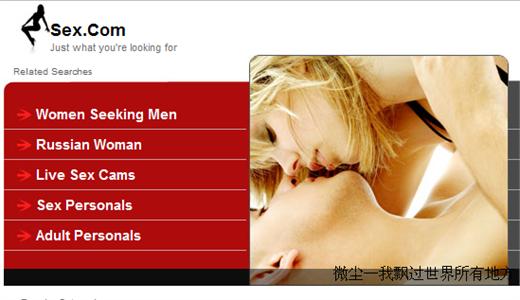 Sex.Com
Just what you're looking for
Related Searches
Women Seeking Men
Russian Woman
Live Sex Cams
Sex Personals
Adult Personals
微尘—我飘过世界所有地方